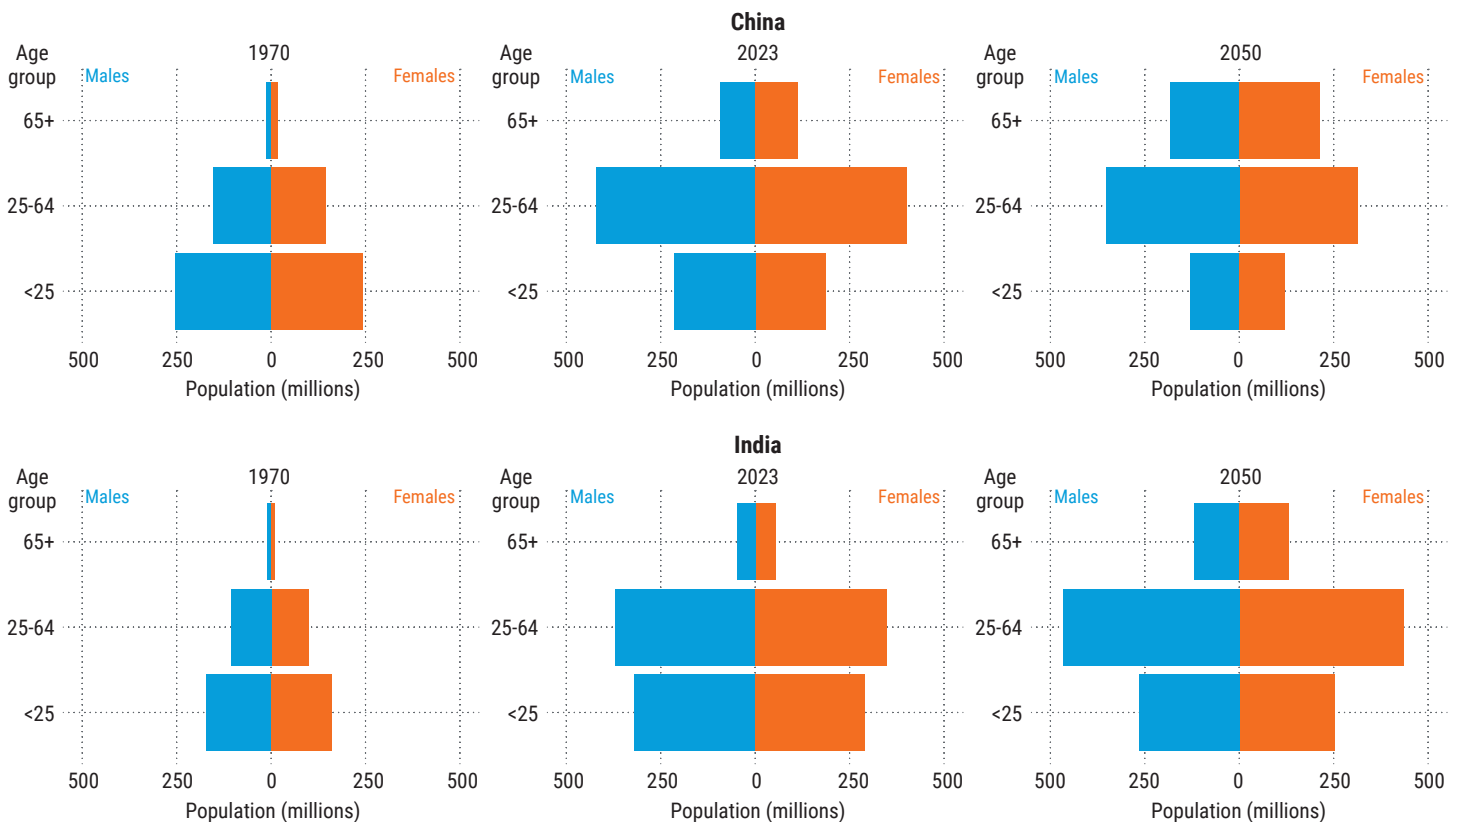 China
Age group 1970
Males Females
65+
25-64
<25
500 250 0 250 500
Population (millions)
Age group 2023
Males Females
65+
25-64
<25
500 250 0 250 500
Population (millions)
Age group 2050
Males Females
65+
25-64
<25
500 250 0 250 500
Population (millions)
India
Age group 1970
Males Females
65+
25-64
<25
500 250 0 250 500
Population (millions)
Age group 2023
Males Females
65+
25-64
<25
500 250 0 250 500
Population (millions)
Age group 2050
Males Females
65+
25-64
<25
500 250 0 250 500
Population (millions)